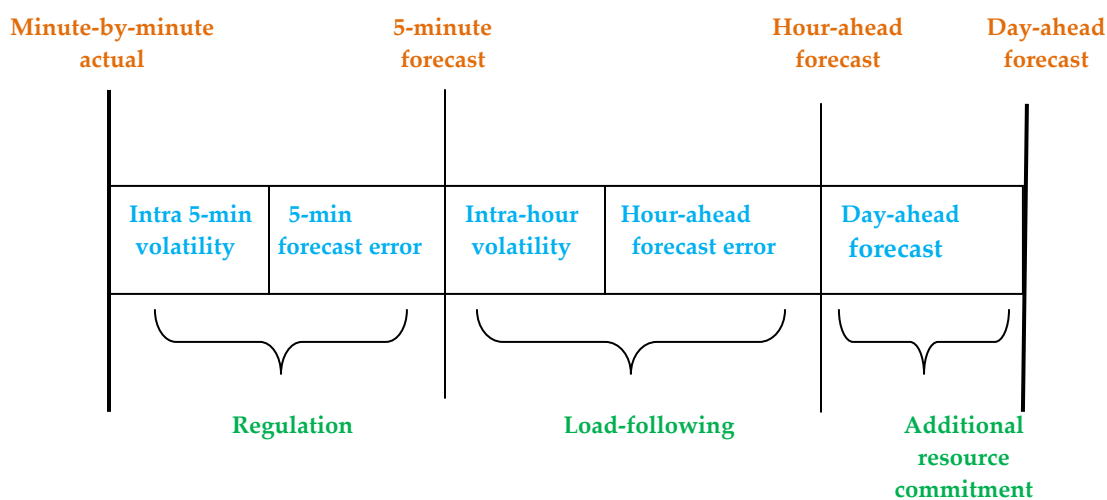 Minute-by-minute
actual
5-minute
forecast
Hour-ahead
forecast
Day-ahead
forecast
Intra 5-min
volatility
5-min
forecast error
Intra-hour
volatility
Hour-ahead
forecast error
Day-ahead
forecast
Regulation
Load-following
Additional
resource
commitment